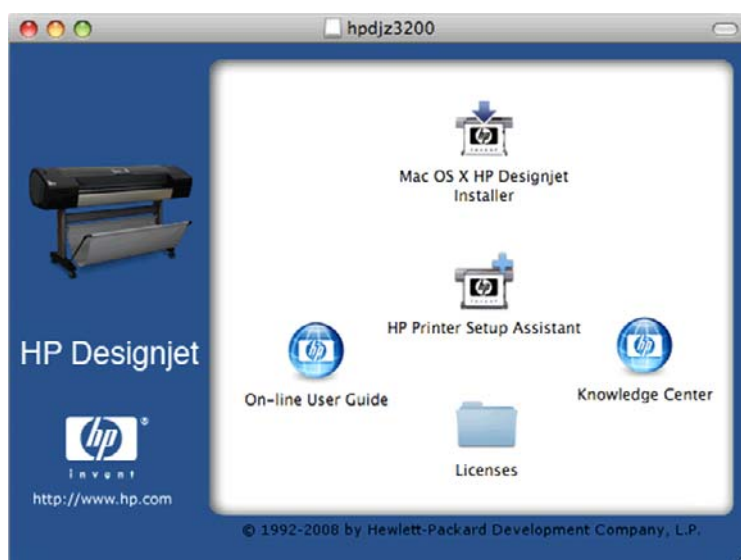 hpdjz3200
Mac OS X HP Designjet
Installer
HP Printer Setup Assistant
On-line User Guide
Knowledge Center
Licenses
HP Designjet
hp®
invent
http://www.hp.com
© 1992-2008 by Hewlett-Packard Development Company, L.P.